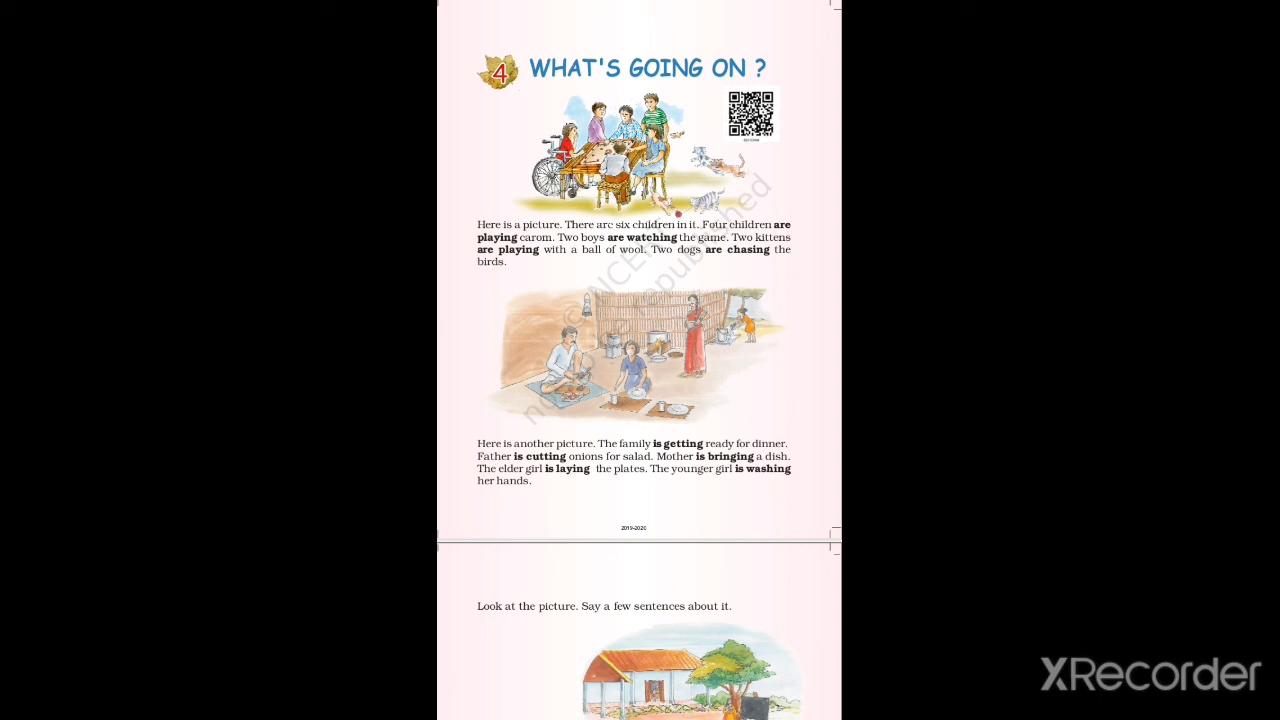 4 WHAT'S GOING ON ?
Here is a picture. There are six children in it. Four children are
playing carom. Two boys are watching the game. Two kittens
are playing with a ball of wool. Two dogs are chasing the
birds.
Here is another picture. The family is getting ready for dinner.
Father is cutting onions for salad. Mother is bringing a dish.
The elder girl is laying the plates. The younger girl is washing
her hands.
2019-2020
Look at the picture. Say a few sentences about it.
XRecorder